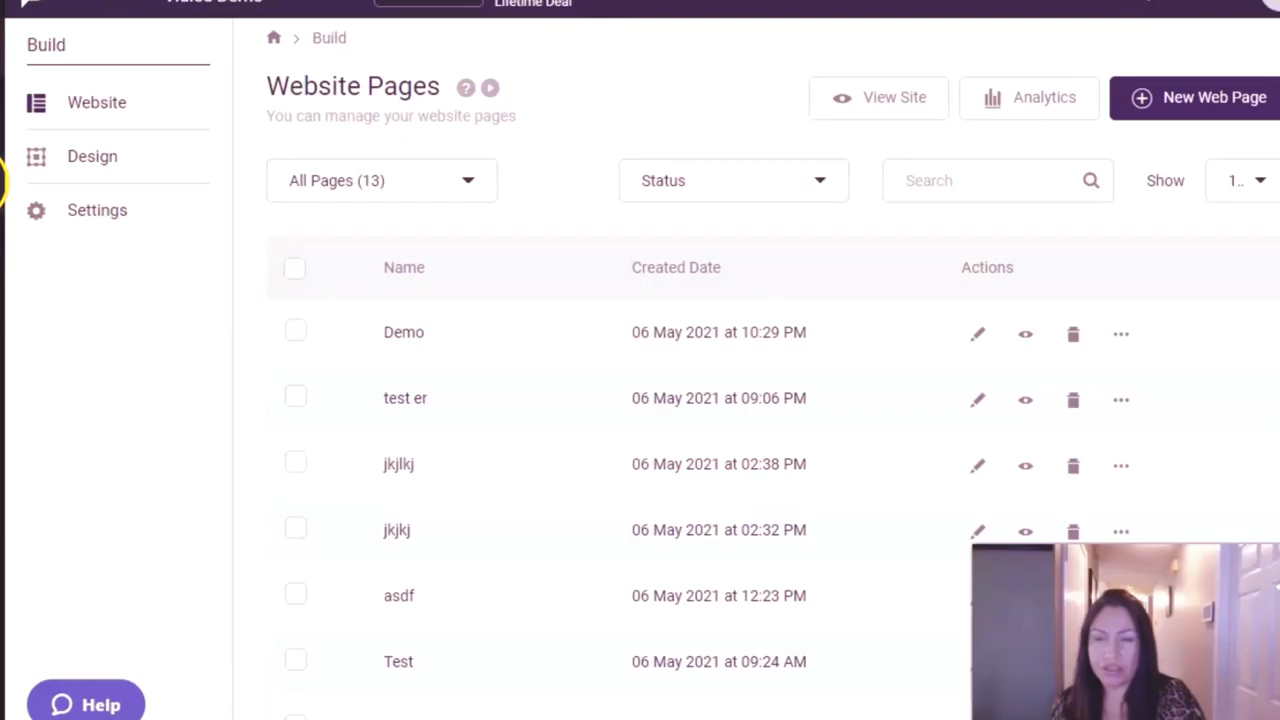 Video Demo
Lifetime Deal
Build
Build
Website Pages
You can manage your website pages
View Site
Analytics
New Web Page
Website
Design
Settings
All Pages (13)
Status
Search
Show
1..
Name
Created Date
Actions
Demo
06 May 2021 at 10:29 PM
test er
06 May 2021 at 09:06 PM
jkjlkj
06 May 2021 at 02:38 PM
jkjkj
06 May 2021 at 02:32 PM
asdf
06 May 2021 at 12:23 PM
Test
06 May 2021 at 09:24 AM
Help